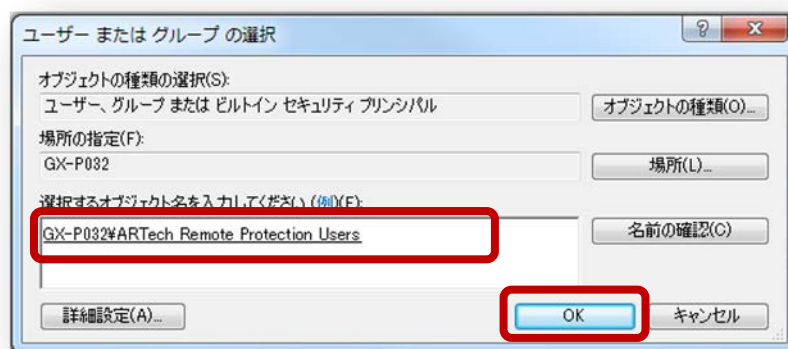 ユーザー または グループ の選択
オブジェクトの種類の選択(S):
ユーザー、グループ または ビルトイン セキュリティ プリンシパル
オブジェクトの種類(O)...
場所の指定(F):
GX-P032
場所(L)...
選択するオブジェクト名を入力してください (例)(E):
GX-P032¥ARTech Remote Protection Users
名前の確認(C)
詳細設定(A)...
OK
キャンセル